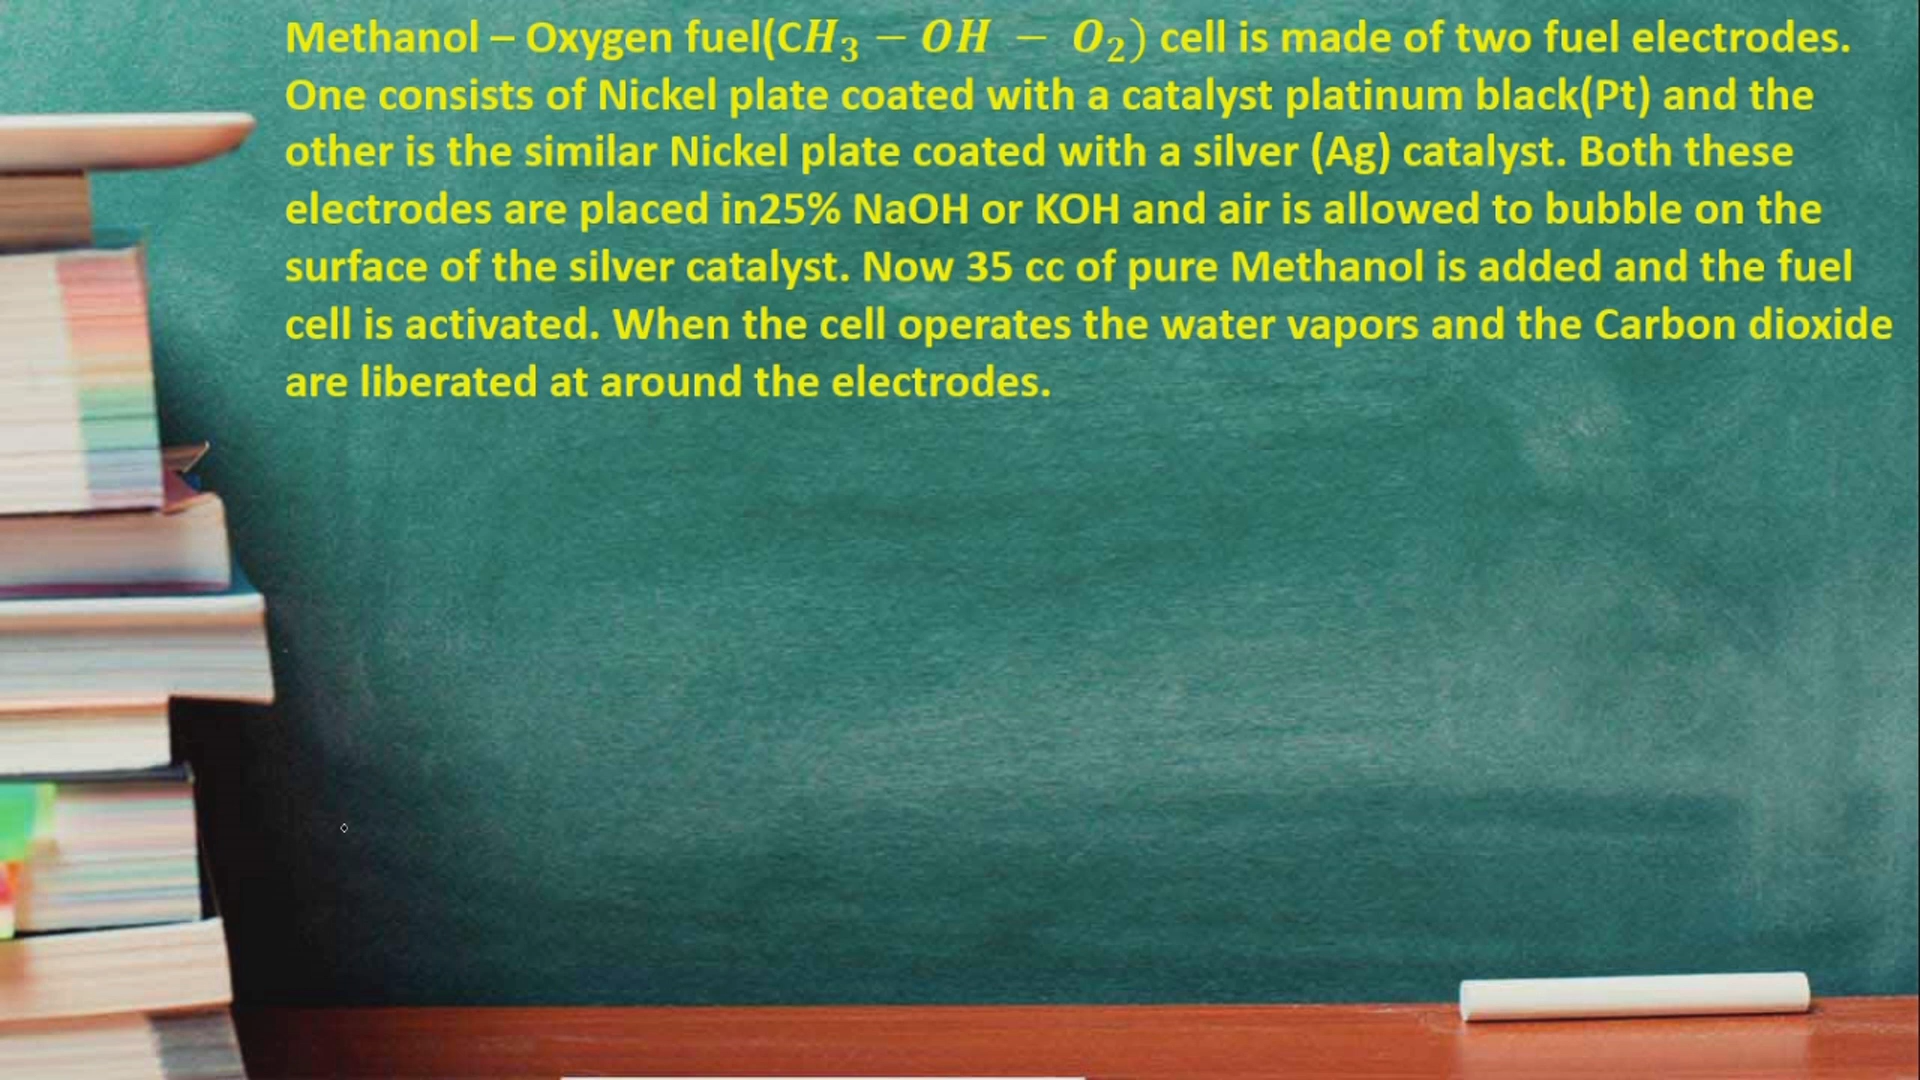 Methanol – Oxygen fuel(CH₃ − OH − O₂) cell is made of two fuel electrodes.
One consists of Nickel plate coated with a catalyst platinum black(Pt) and the
other is the similar Nickel plate coated with a silver (Ag) catalyst. Both these
electrodes are placed in25% NaOH or KOH and air is allowed to bubble on the
surface of the silver catalyst. Now 35 cc of pure Methanol is added and the fuel
cell is activated. When the cell operates the water vapors and the Carbon dioxide
are liberated at around the electrodes.